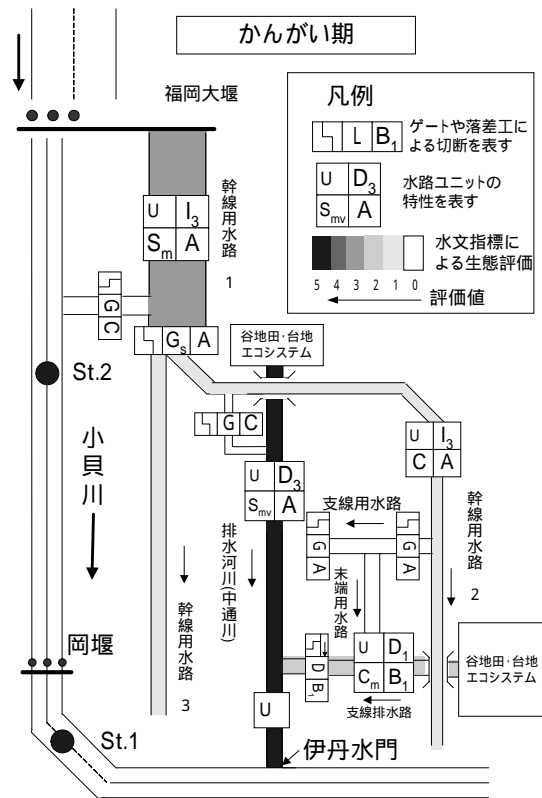 かんがい期
福岡大堰
凡例
L B₁
ゲートや落差工に
よる切断を表す
U D₃
Smv A
水路ユニットの
特性を表す
水文指標に
よる生態評価
5 4 3 2 1 0
評価値
U I₃
Sm A
幹線用水路 1
G C
Gs A
谷地田・台地
エコシステム
St.2
G C
U I₃
C A
小貝川
U D₃
Smv A
支線用水路
G A
G A
幹線用水路 2
排水河川(中通川)
末端用水路
幹線用水路 3
岡堰
D B₁
U D₁
Cm B₁
支線排水路
谷地田・台地
エコシステム
U
St.1
伊丹水門